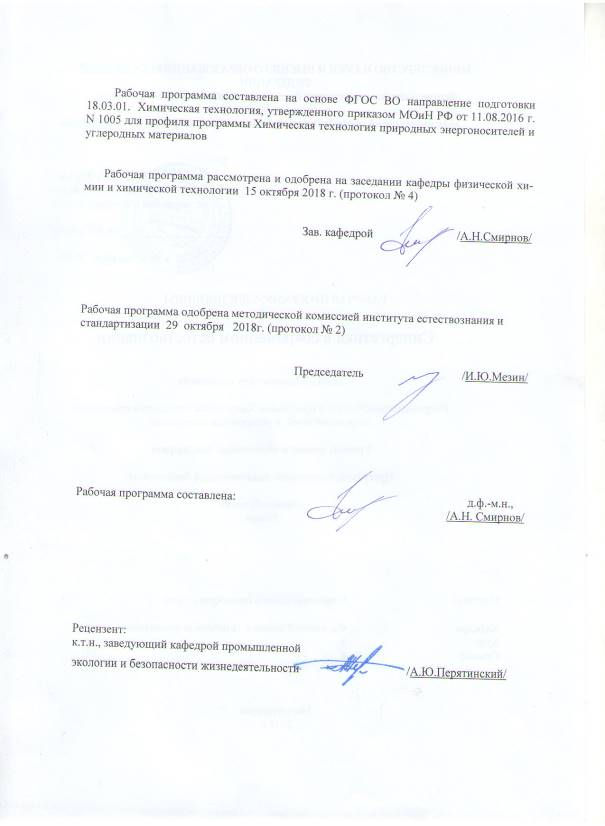 Рабочая программа составлена на основе ФГОС ВО направление подготовки
18.03.01. Химическая технология, утвержденного приказом МОиН РФ от 11.08.2016 г.
N 1005 для профиля программы Химическая технология природных энергоносителей и
углеродных материалов
Рабочая программа рассмотрена и одобрена на заседании кафедры физической хи-
мии и химической технологии 15 октября 2018 г. (протокол № 4)
Зав. кафедрой /А.Н.Смирнов/
Рабочая программа одобрена методической комиссией института естествознания и
стандартизации 29 октября 2018г. (протокол № 2)
Председатель /И.Ю.Мезин/
Рабочая программа составлена:
д.ф.-м.н.,
/А.Н. Смирнов/
Рецензент:
к.т.н., заведующий кафедрой промышленной
экологии и безопасности жизнедеятельности /А.Ю.Перятинский/